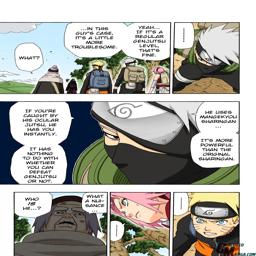 ......
YEAH...
IF IT'S A
REGULAR
GENJUTSU
LEVEL,
THAT'S
FINE.
...IN THIS
GUY'S CASE,
IT'S A LITTLE
MORE
TROUBLESOME.
WHAT?
HE USES
MANGEKYOU
SHARINGAN...
IT'S MORE
POWERFUL
THAN THE
ORIGINAL
SHARINGAN.
IF YOU'RE
CAUGHT BY
HIS OCULAR
JUTSU, HE
HAS YOU
INSTANTLY.
IT HAS
NOTHING
TO DO WITH
WHETHER
YOU CAN
DEFEAT
GENJUTSU
OR NOT.
...
...
WHAT
A NUI-
SANCE
...
WHO
IS
HE...?